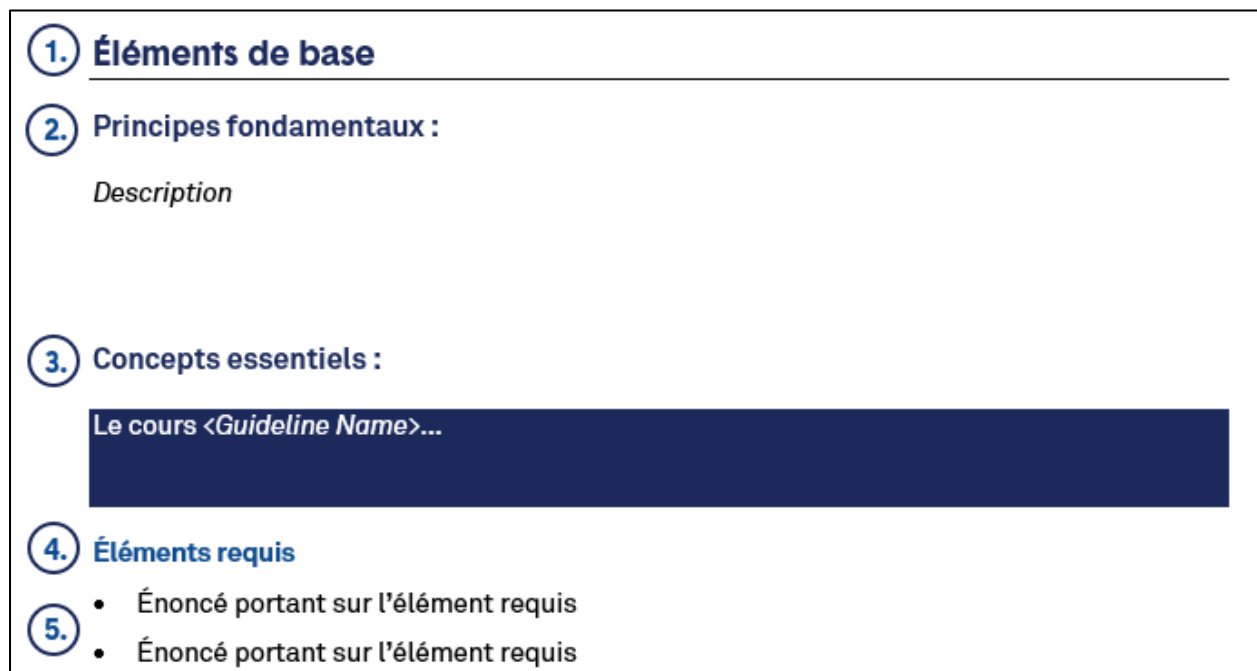 1. Éléments de base
2. Principes fondamentaux :
Description
3. Concepts essentiels :
Le cours <Guideline Name>...
4. Éléments requis
5.
• Énoncé portant sur l’élément requis
• Énoncé portant sur l’élément requis